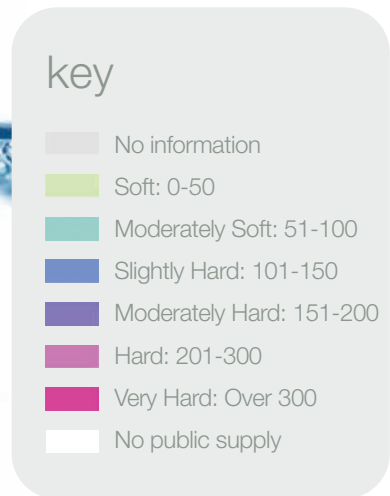 key
No information
Soft: 0-50
Moderately Soft: 51-100
Slightly Hard: 101-150
Moderately Hard: 151-200
Hard: 201-300
Very Hard: Over 300
No public supply